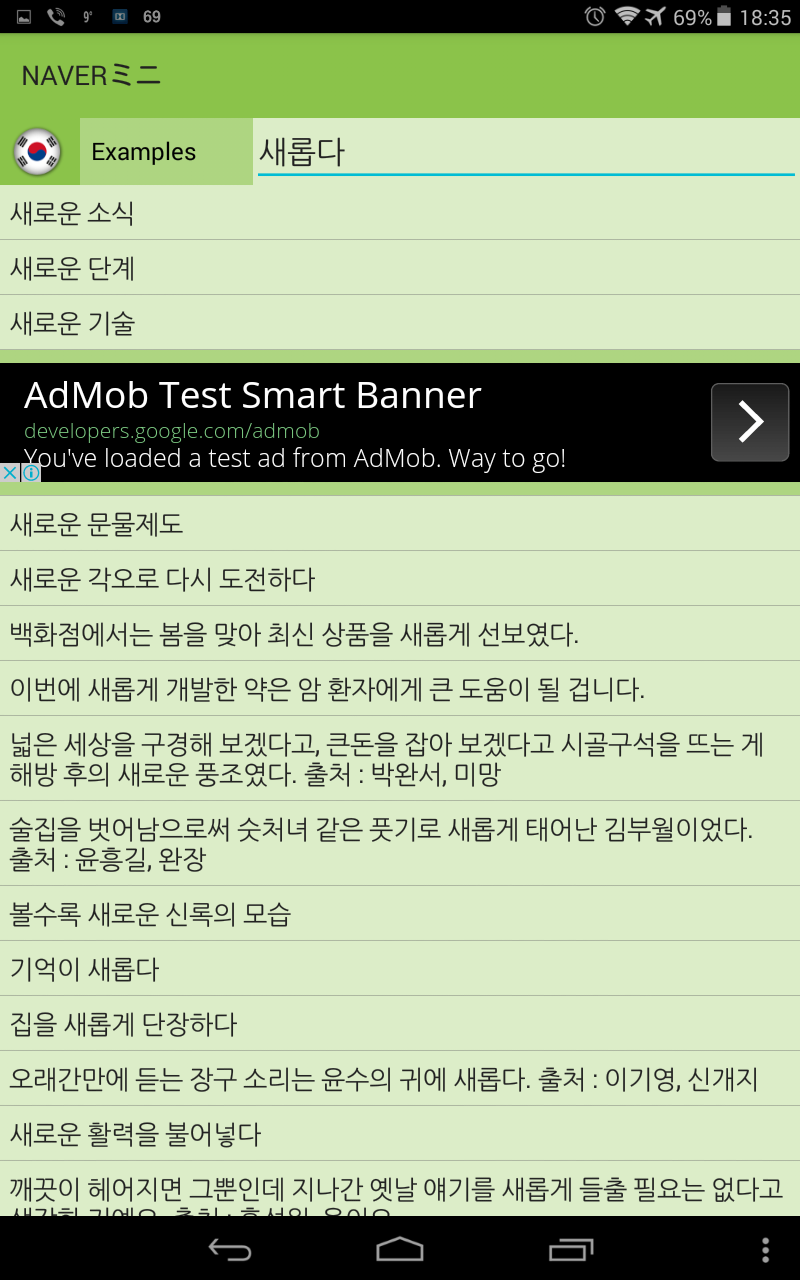 9°
69
69%
18:35
NAVERミニ
Examples
새롭다
새로운 소식
새로운 단계
새로운 기술
AdMob Test Smart Banner
developers.google.com/admob
You've loaded a test ad from AdMob. Way to go!
새로운 문물제도
새로운 각오로 다시 도전하다
백화점에서는 봄을 맞아 최신 상품을 새롭게 선보였다.
이번에 새롭게 개발한 약은 암 환자에게 큰 도움이 될 겁니다.
넓은 세상을 구경해 보겠다고, 큰돈을 잡아 보겠다고 시골구석을 뜨는 게
해방 후의 새로운 풍조였다. 출처 : 박완서, 미망
술집을 벗어남으로써 숫처녀 같은 풋기로 새롭게 태어난 김부월이었다.
출처 : 윤흥길, 완장
볼수록 새로운 신록의 모습
기억이 새롭다
집을 새롭게 단장하다
오래간만에 듣는 장구 소리는 윤수의 귀에 새롭다. 출처 : 이기영, 신개지
새로운 활력을 불어넣다
깨끗이 헤어지면 그뿐인데 지나간 옛날 얘기를 새롭게 들출 필요는 없다고